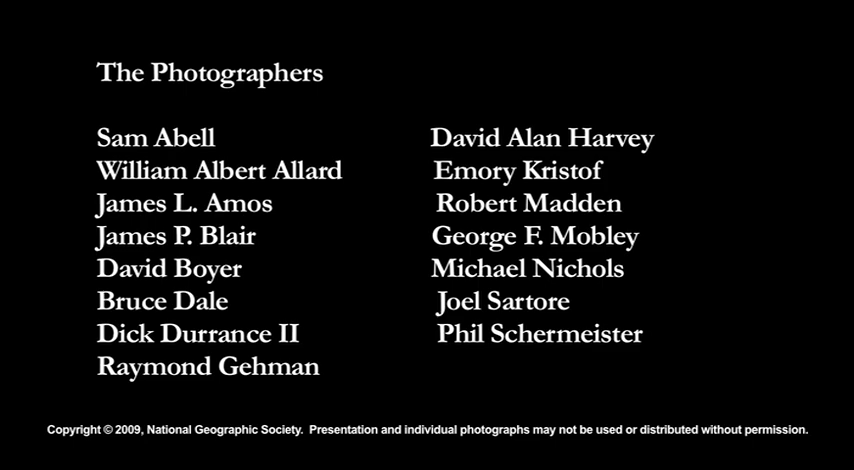 The Photographers
Sam Abell
William Albert Allard
James L. Amos
James P. Blair
David Boyer
Bruce Dale
Dick Durrance II
Raymond Gehman
David Alan Harvey
Emory Kristof
Robert Madden
George F. Mobley
Michael Nichols
Joel Sartore
Phil Schermeister
Copyright © 2009, National Geographic Society.  Presentation and individual photographs may not be used or distributed without permission.